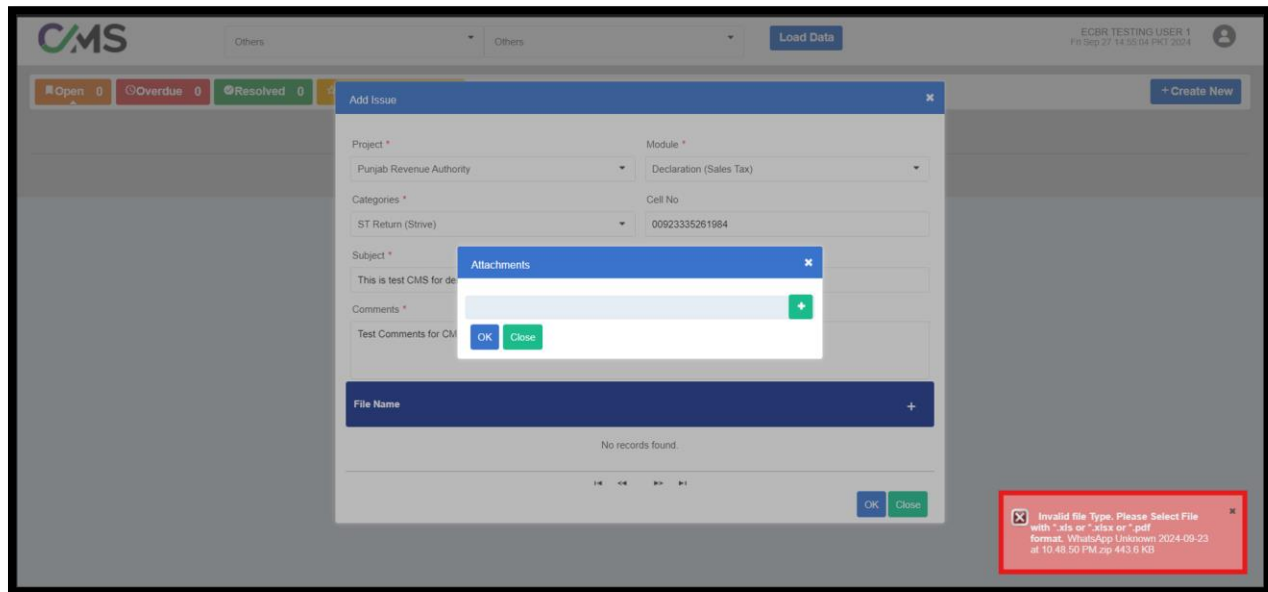 CMS
Others
Others
Load Data
ECBR TESTING USER 1
Fri Sep 27 14:55:04 PKT 2024
Open 0
Overdue 0
Resolved 0
+ Create New
Add Issue
Project *
Module *
Punjab Revenue Authority
Declaration (Sales Tax)
Categories *
Cell No
ST Return (Strive)
00923335261984
Subject *
This is test CMS for de
Attachments
Comments *
Test Comments for CM
OK
Close
File Name
+
No records found.
OK
Close
Invalid file Type. Please Select File
with ".xls or ".xlsx or ".pdf
format. WhatsApp Unknown 2024-09-23
at 10.48.50 PM.zip 443.6 KB